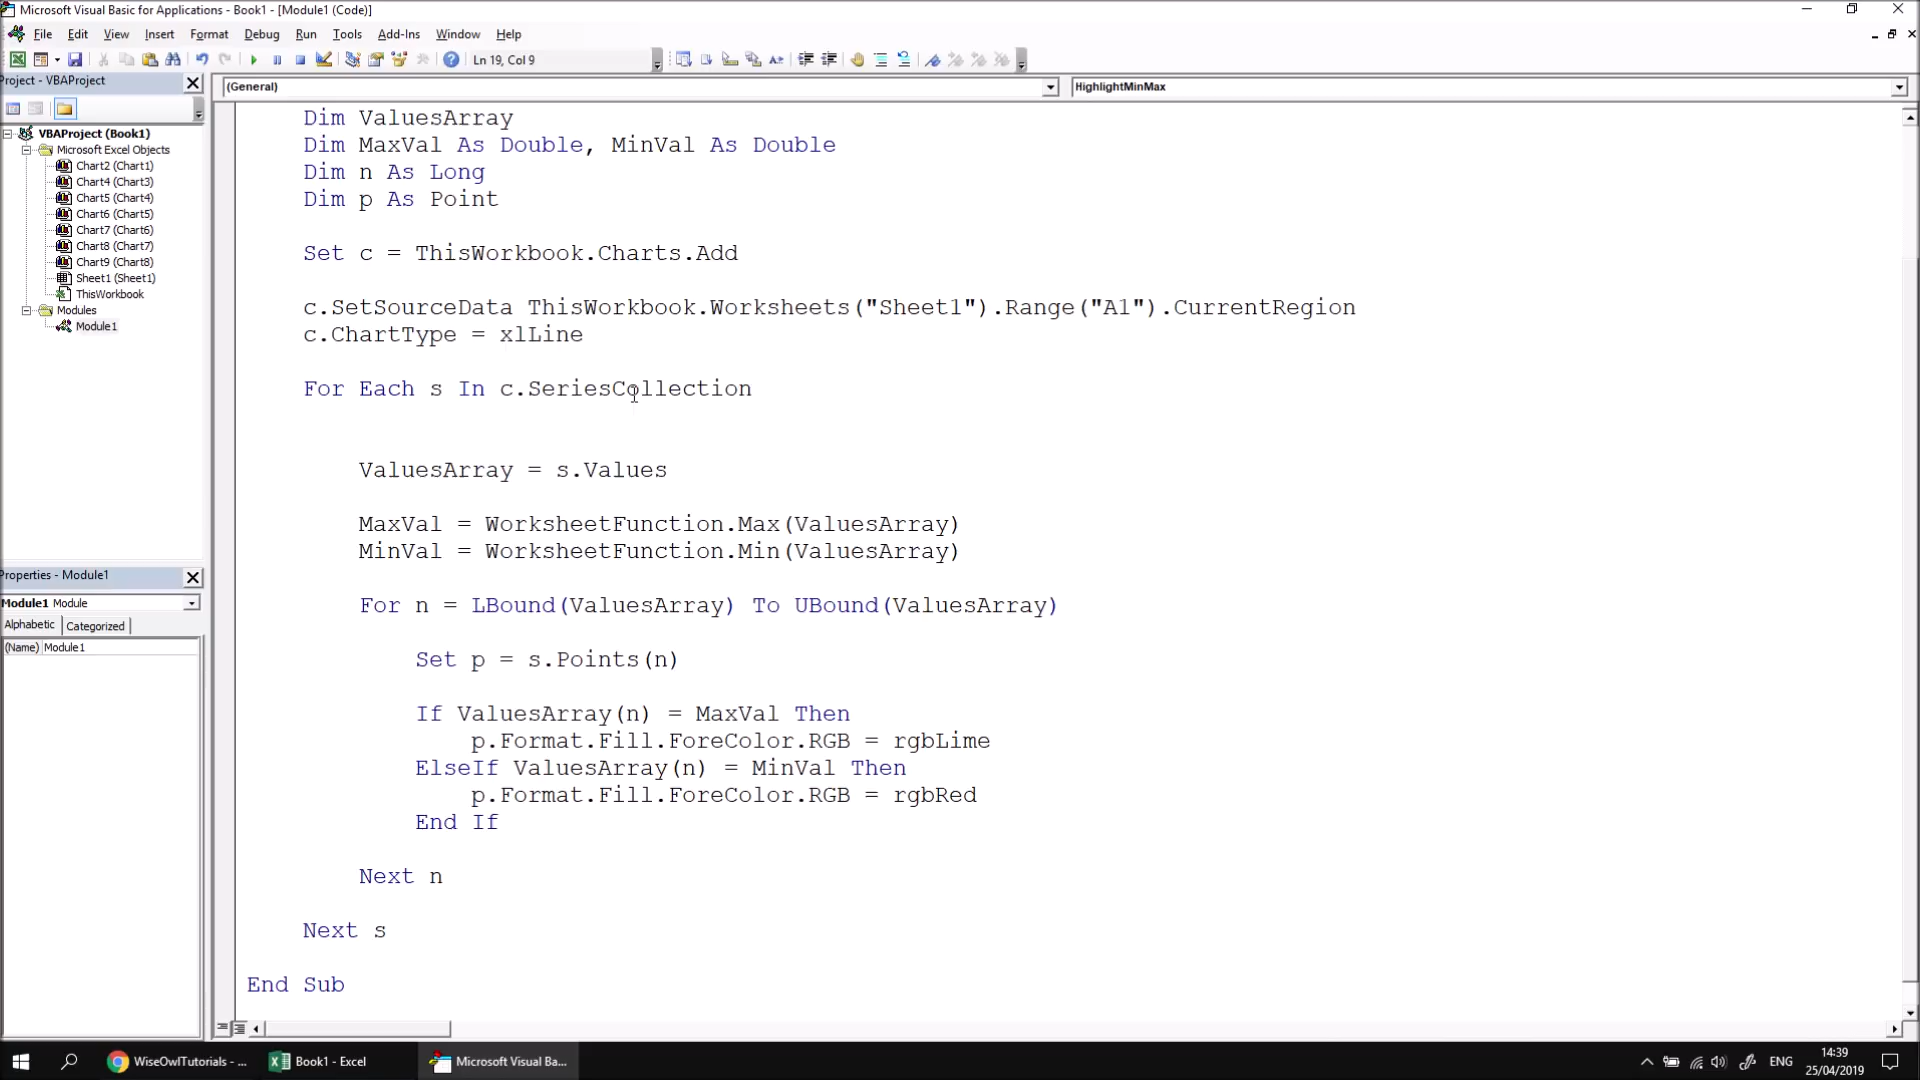 Microsoft Visual Basic for Applications - Book1 - [Module1 (Code)]
File Edit View Insert Format Debug Run Tools Add-Ins Window Help
Ln 19, Col 9
Project - VBAProject
(General)
HighlightMinMax
VBAProject (Book1)
Microsoft Excel Objects
Chart2 (Chart1)
Chart4 (Chart3)
Chart5 (Chart4)
Chart6 (Chart5)
Chart7 (Chart6)
Chart8 (Chart7)
Chart9 (Chart8)
Sheet1 (Sheet1)
ThisWorkbook
Modules
Module1
Properties - Module1
Module1 Module
Alphabetic Categorized
(Name) Module1
Dim ValuesArray
Dim MaxVal As Double, MinVal As Double
Dim n As Long
Dim p As Point
Set c = ThisWorkbook.Charts.Add
c.SetSourceData ThisWorkbook.Worksheets("Sheet1").Range("A1").CurrentRegion
c.ChartType = xlLine
For Each s In c.SeriesCollection
ValuesArray = s.Values
MaxVal = WorksheetFunction.Max(ValuesArray)
MinVal = WorksheetFunction.Min(ValuesArray)
For n = LBound(ValuesArray) To UBound(ValuesArray)
Set p = s.Points(n)
If ValuesArray(n) = MaxVal Then
p.Format.Fill.ForeColor.RGB = rgbLime
ElseIf ValuesArray(n) = MinVal Then
p.Format.Fill.ForeColor.RGB = rgbRed
End If
Next n
Next s
End Sub
WiseOwlTutorials - ...
Book1 - Excel
Microsoft Visual Ba...
ENG
14:39
25/04/2019